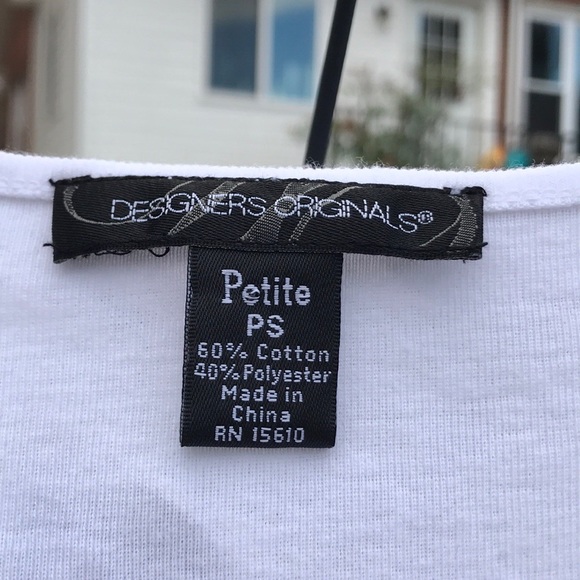 DESIGNERS ORIGINALS®
Petite
PS
60% Cotton
40% Polyester
Made in
China
RN 15610